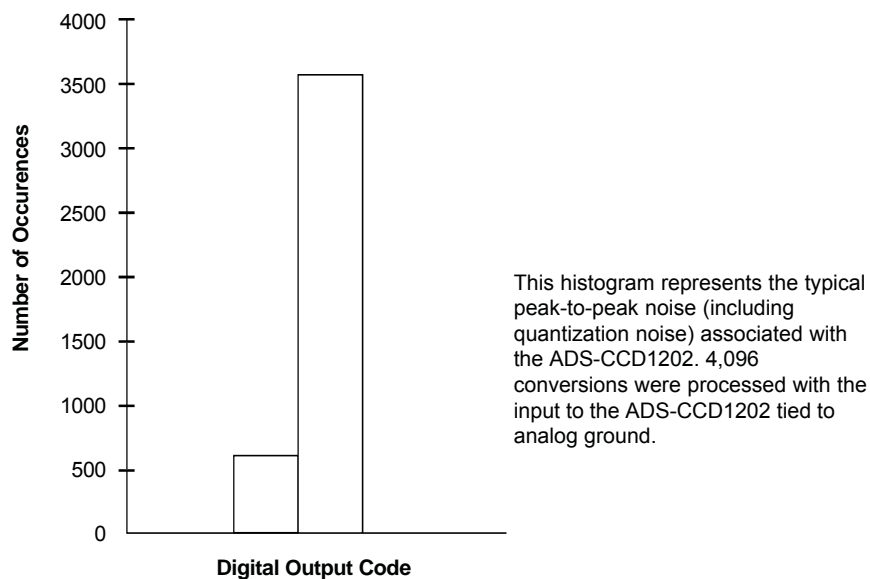 4000
3500
3000
2500
2000
1500
1000
500
0
Number of Occurences
Digital Output Code
This histogram represents the typical
peak-to-peak noise (including
quantization noise) associated with
the ADS-CCD1202. 4,096
conversions were processed with the
input to the ADS-CCD1202 tied to
analog ground.